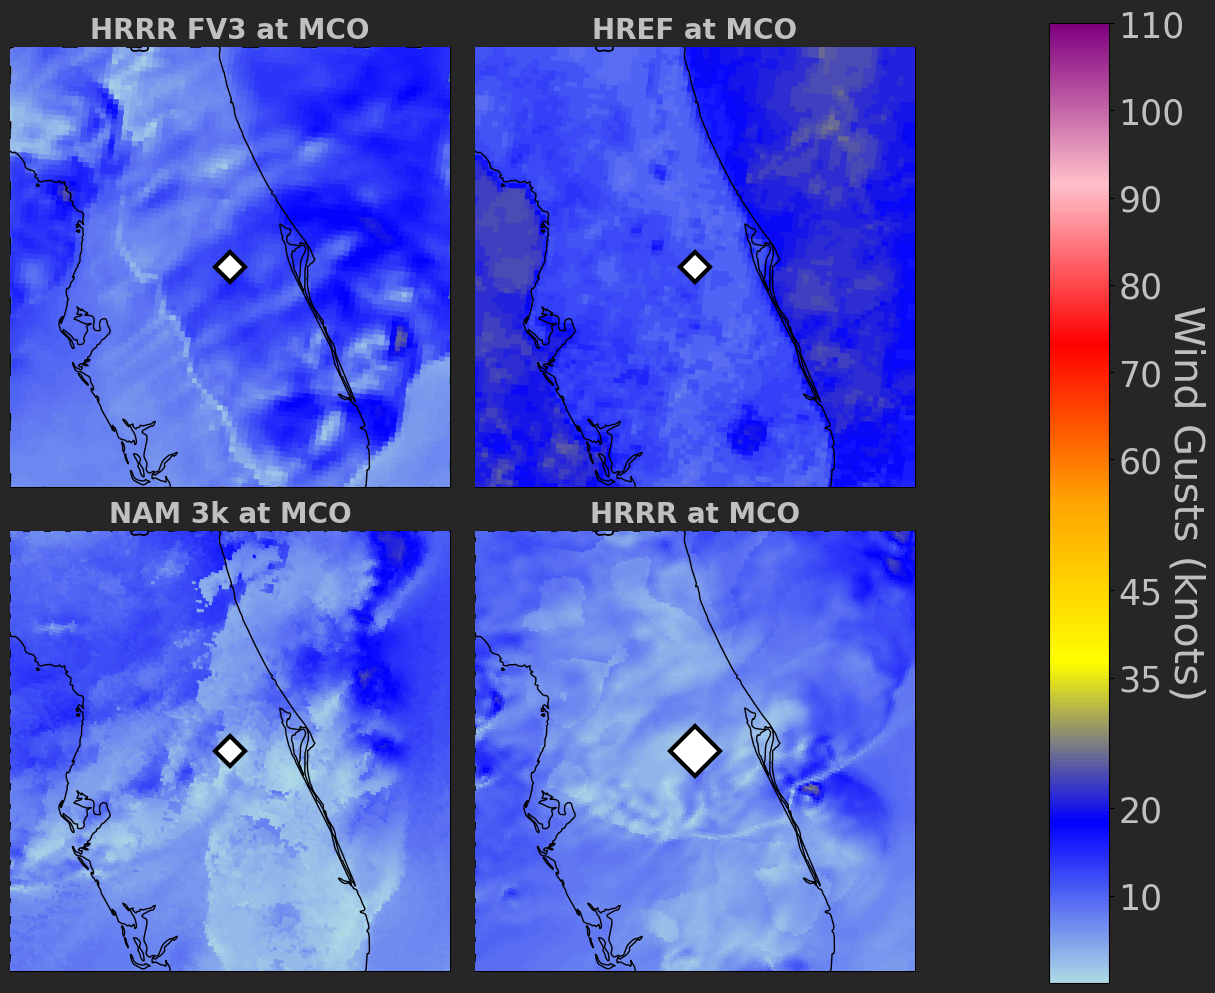 HRRR FV3 at MCO
HREF at MCO
NAM 3k at MCO
HRRR at MCO
110
100
90
80
70
60
45
35
20
10
Wind Gusts (knots)